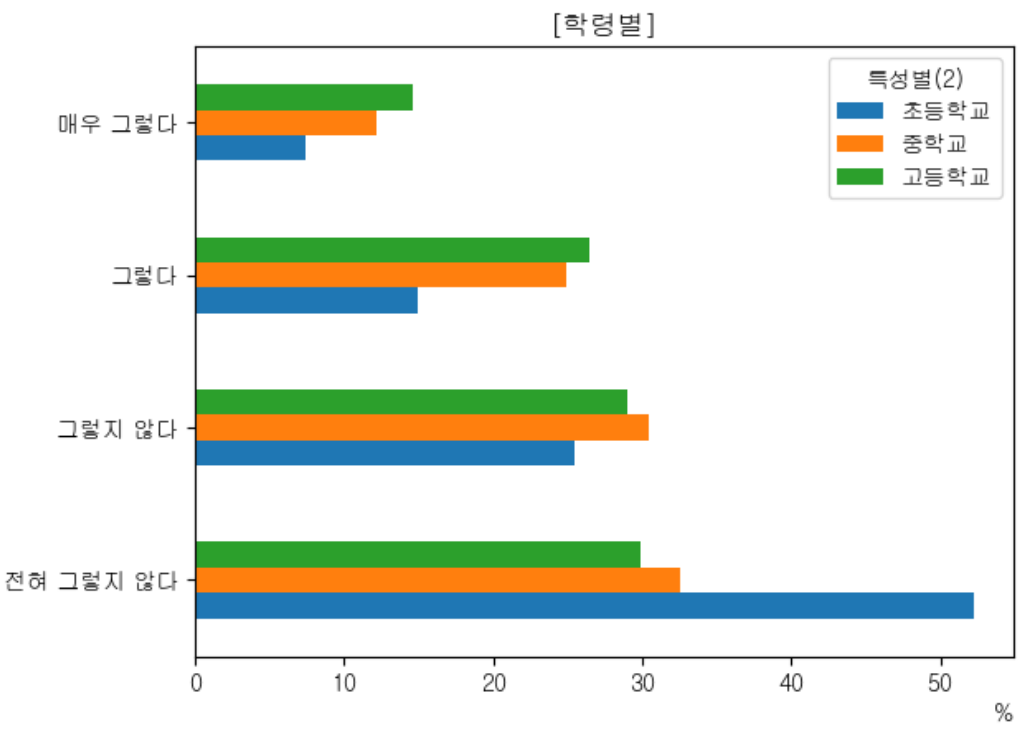 [학령별]
특성별(2)
초등학교
중학교
고등학교
매우 그렇다
그렇다
그렇지 않다
전혀 그렇지 않다
0 10 20 30 40 50
%